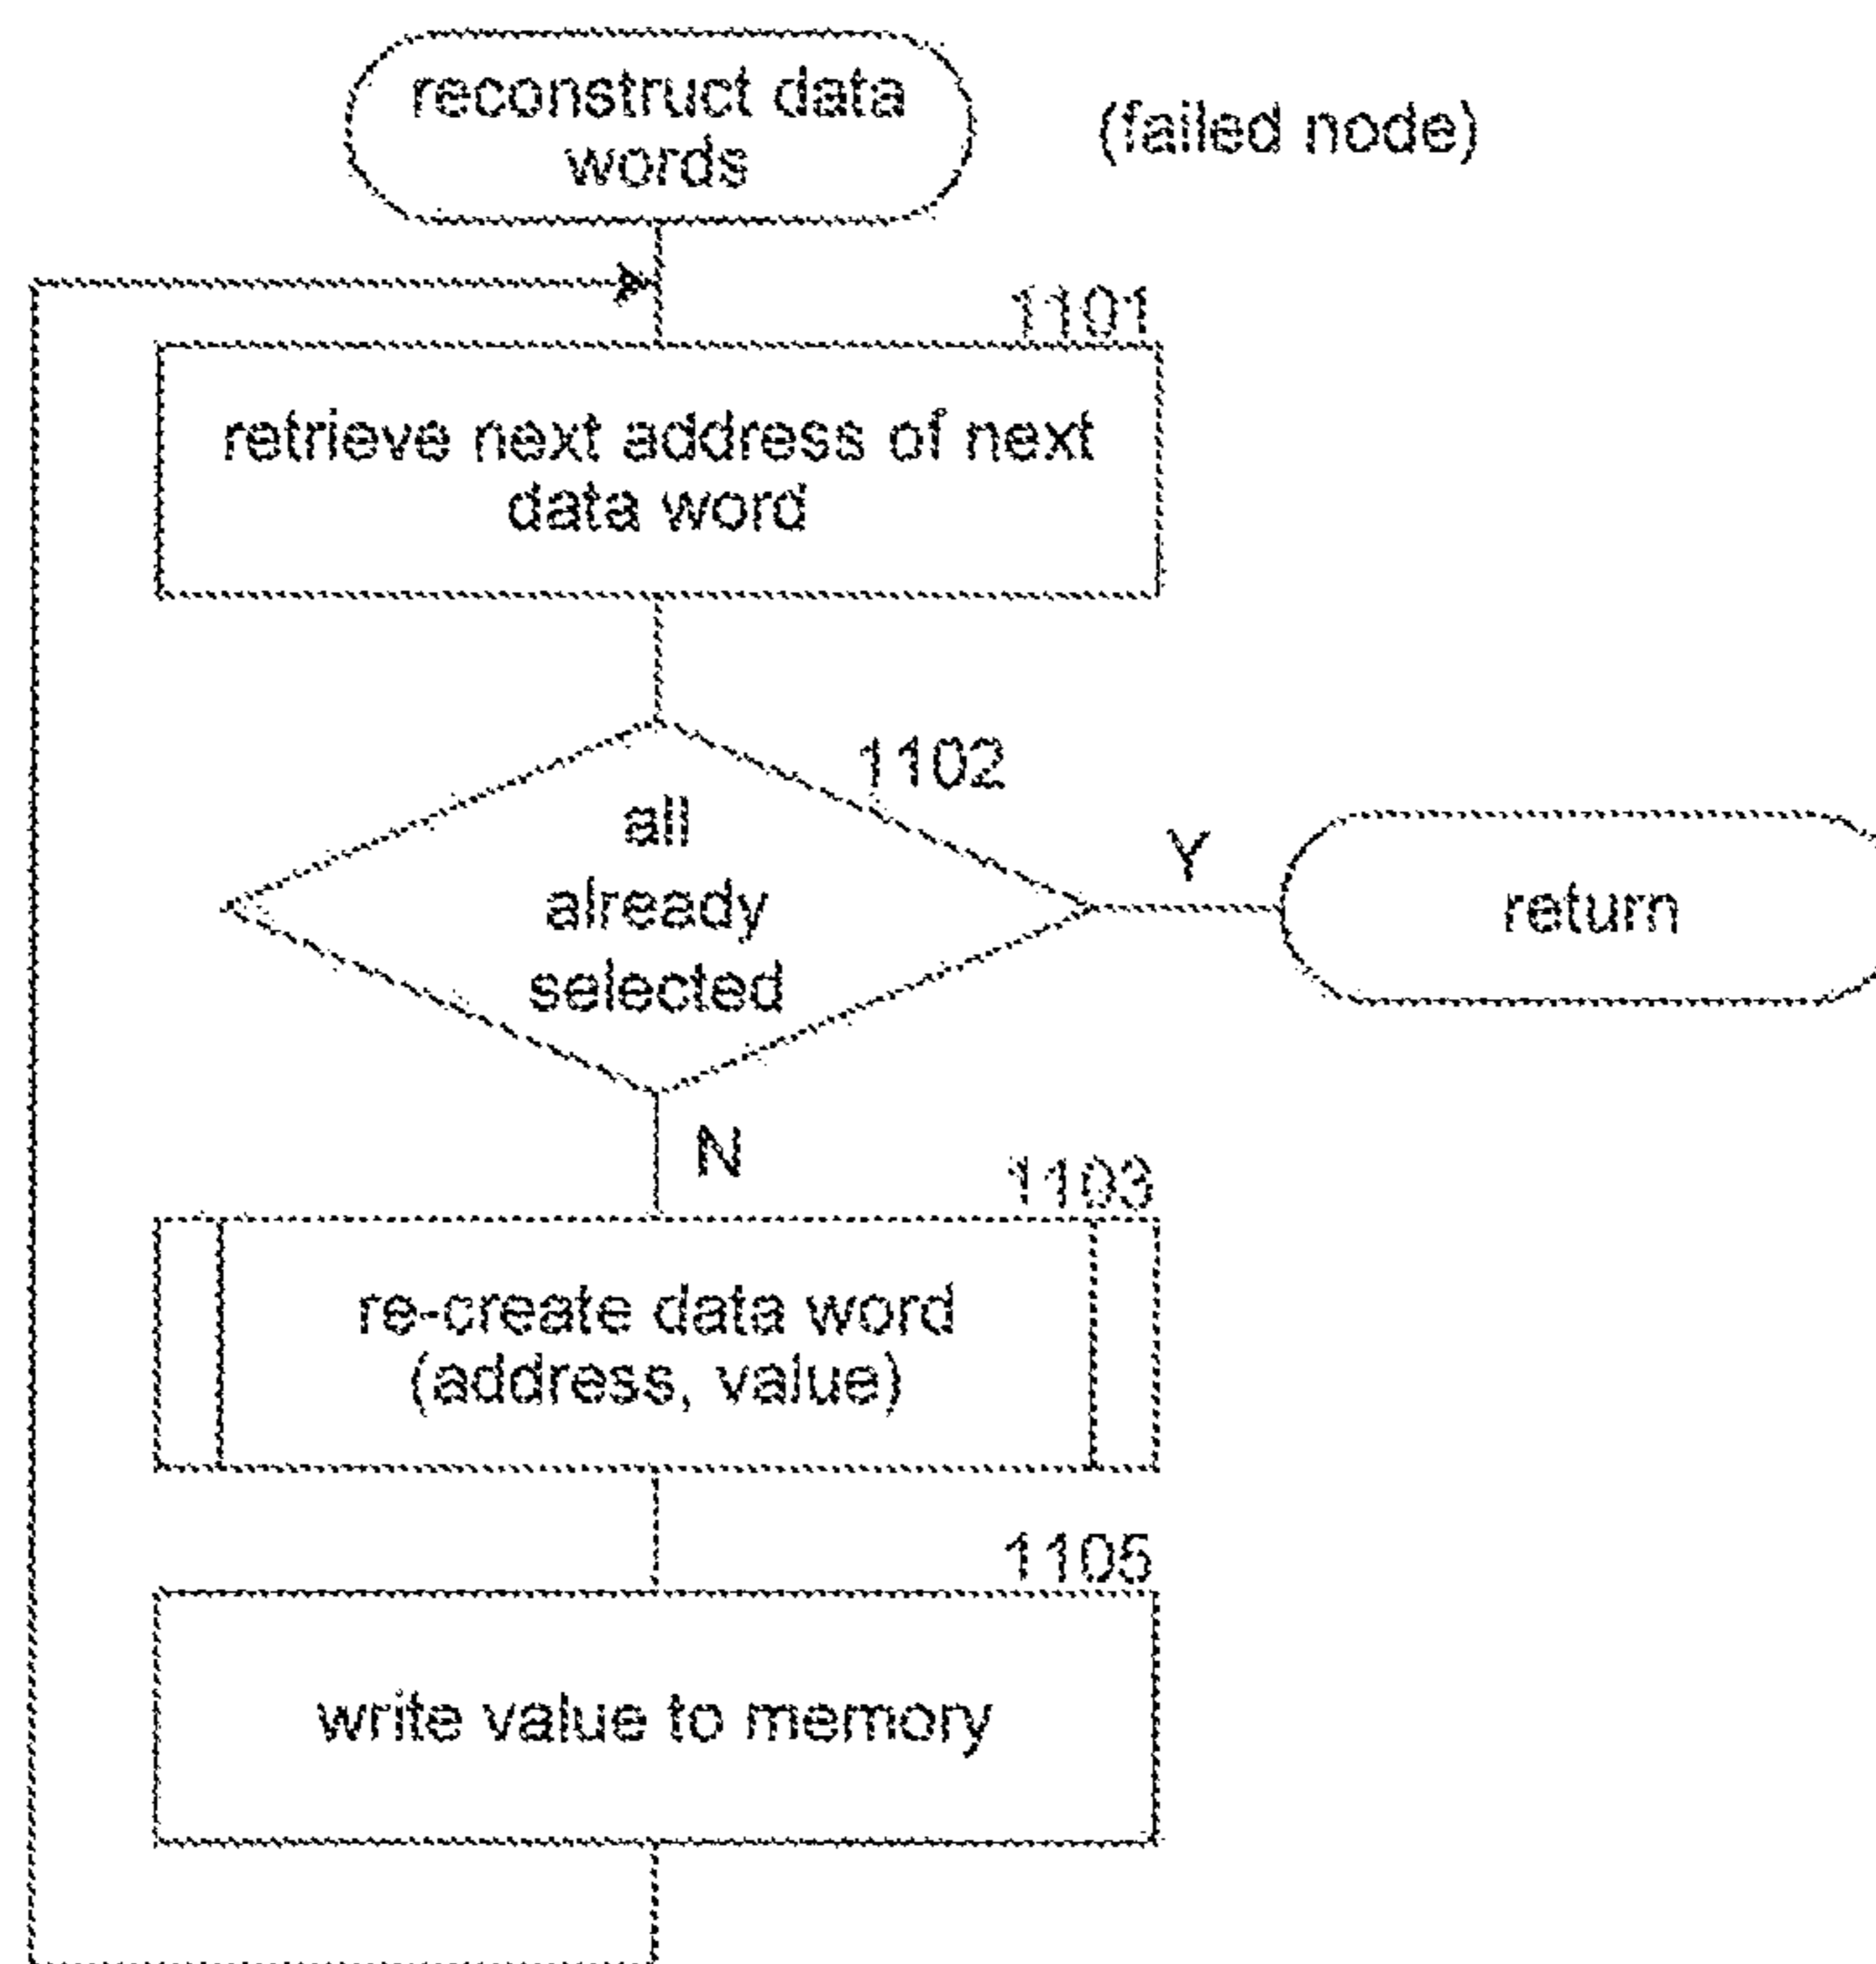 reconstruct data
words
(failed node)
1101
retrieve next address of next
data word
1102
all
already
selected
Y
return
N
1103
re-create data word
(address, value)
1105
write value to memory